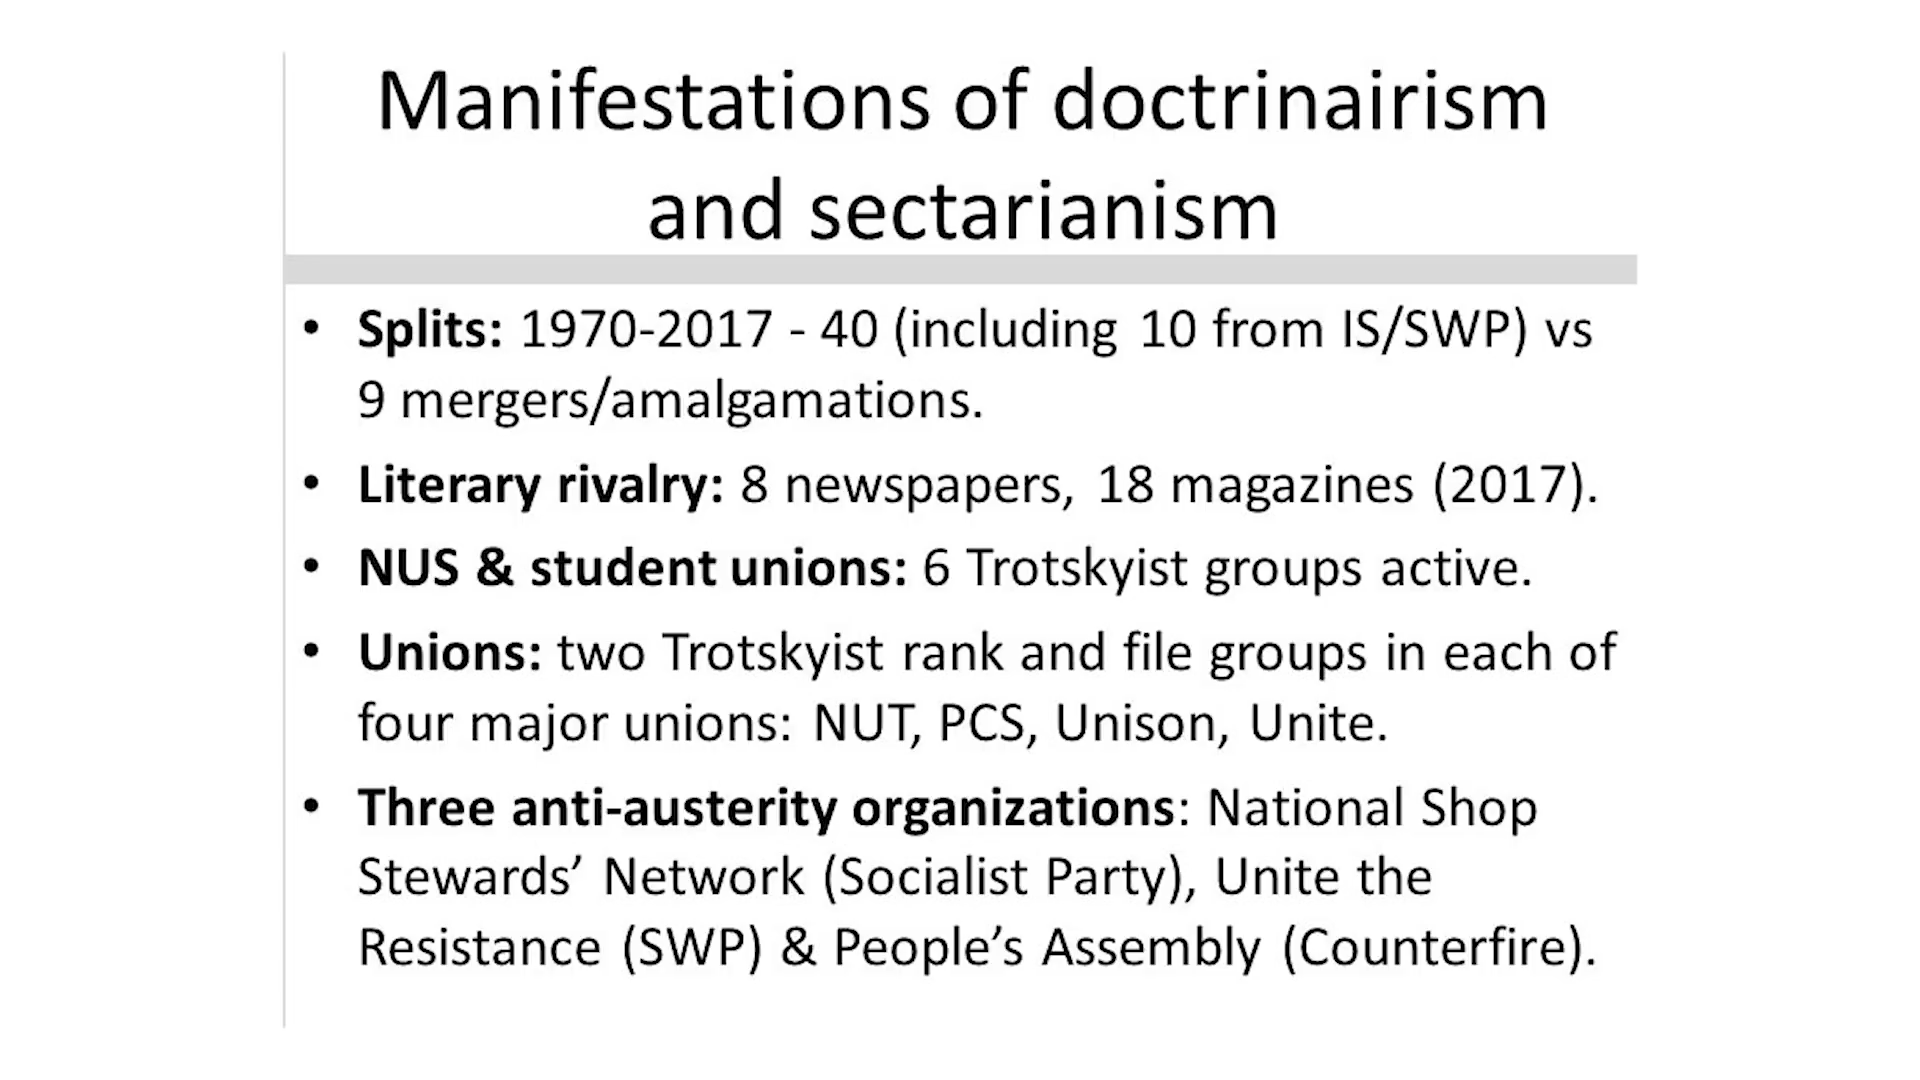 Manifestations of doctrinairism
and sectarianism
• Splits: 1970-2017 - 40 (including 10 from IS/SWP) vs
9 mergers/amalgamations.
• Literary rivalry: 8 newspapers, 18 magazines (2017).
• NUS & student unions: 6 Trotskyist groups active.
• Unions: two Trotskyist rank and file groups in each of
four major unions: NUT, PCS, Unison, Unite.
• Three anti-austerity organizations: National Shop
Stewards’ Network (Socialist Party), Unite the
Resistance (SWP) & People’s Assembly (Counterfire).